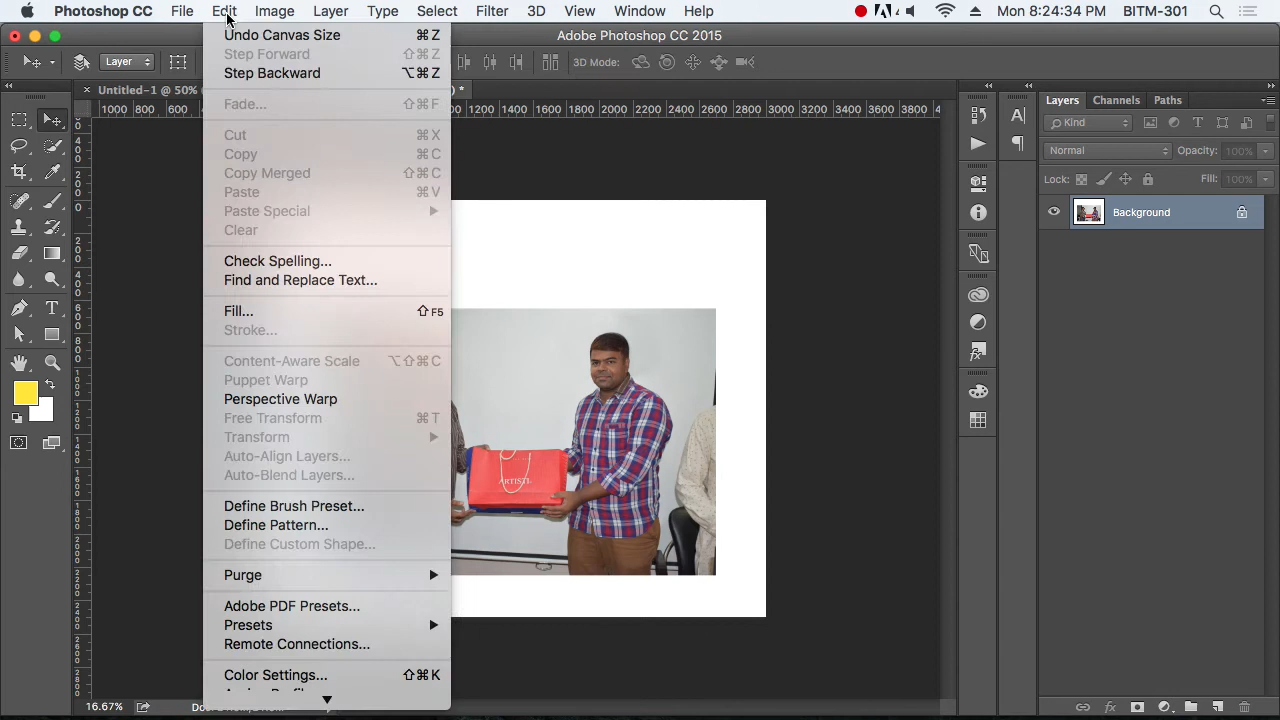 Photoshop CC File Edit Image Layer Type Select Filter 3D View Window Help Mon 8:24:34 PM BITM-301
Adobe Photoshop CC 2015
Layer
3D Mode:
Untitled-1 @ 50% ) *
1000 800 600 1200 1400 1600 1800 2000 2200 2400 2600 2800 3000 3200 3400 3600 3800 4
Undo Canvas Size ⌘Z
Step Forward ⇧⌘Z
Step Backward ⌥⌘Z
Fade... ⇧⌘F
Cut ⌘X
Copy ⌘C
Copy Merged ⇧⌘C
Paste ⌘V
Paste Special
Clear
Check Spelling...
Find and Replace Text...
Fill... ⇧F5
Stroke...
Content-Aware Scale ⌥⇧⌘C
Puppet Warp
Perspective Warp
Free Transform ⌘T
Transform
Auto-Align Layers...
Auto-Blend Layers...
Define Brush Preset...
Define Pattern...
Define Custom Shape...
Purge
Adobe PDF Presets...
Presets
Remote Connections...
Color Settings... ⇧⌘K
Layers Channels Paths
Kind
Normal Opacity: 100%
Lock: Fill: 100%
Background
ARTISTI
16.67%